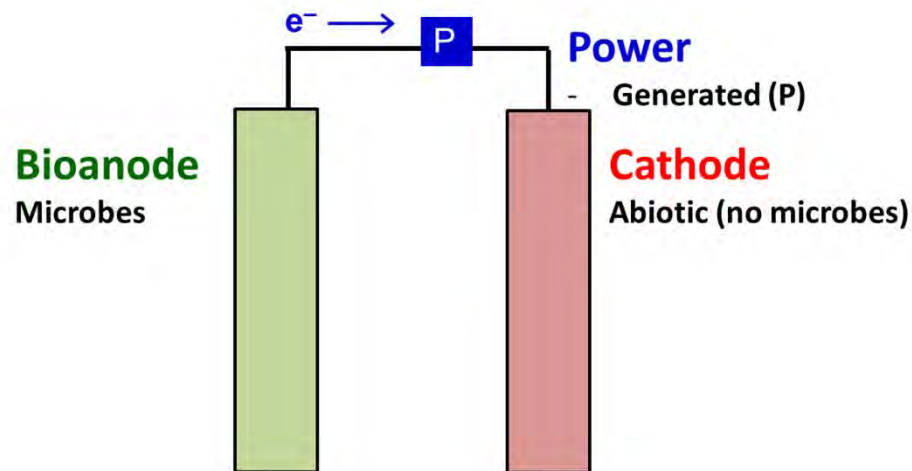 e⁻ →
P
Power
- Generated (P)
Bioanode
Microbes
Cathode
Abiotic (no microbes)